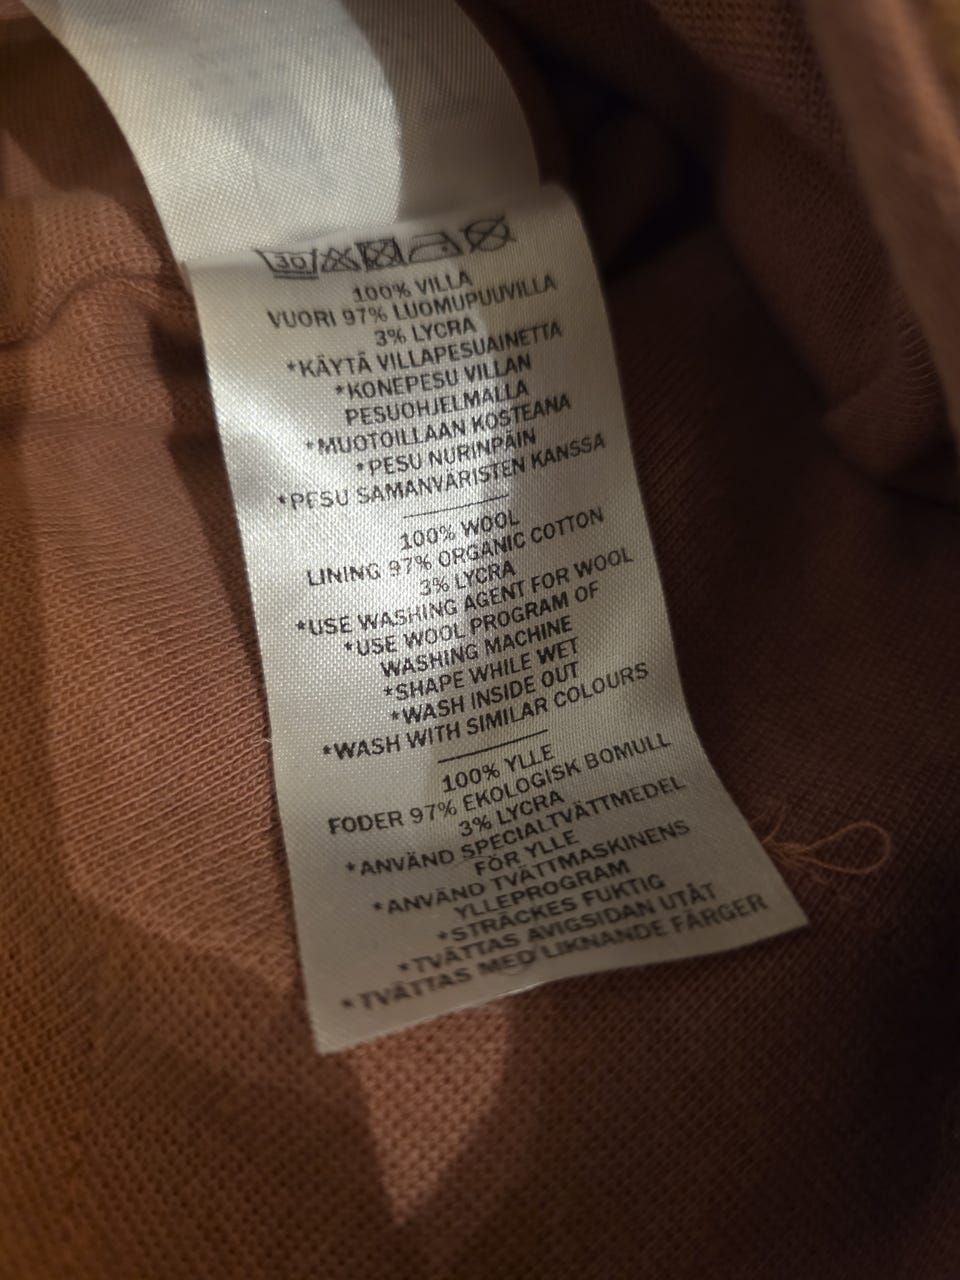 30
100% VILLA
VUORI 97% LUOMUPUUVILLA
3% LYCRA
*KÄYTÄ VILLAPESUAINETTA
*KONEPESU VILLAN
PESUOHJELMALLA
*MUOTOILLAAN KOSTEANA
*PESU NURINPÄIN
*PESU SAMANVÄRISTEN KANSSA
100% WOOL
LINING 97% ORGANIC COTTON
3% LYCRA
*USE WASHING AGENT FOR WOOL
*USE WOOL PROGRAM OF
WASHING MACHINE
*SHAPE WHILE WET
*WASH INSIDE OUT
*WASH WITH SIMILAR COLOURS
100% YLLE
FODER 97% EKOLOGISK BOMULL
3% LYCRA
*ANVÄND SPECIALTVÄTTMEDEL
FÖR YLLE
*ANVÄND TVÄTTMASKINENS
YLLEPROGRAM
*STRÄCKES FUKTIG
*TVÄTTAS AVIGSIDAN UTÅT
*TVÄTTAS MED LIKNANDE FÄRGER